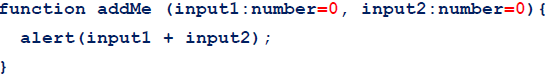 function addMe (input1:number=0, input2:number=0){
  alert(input1 + input2);
}